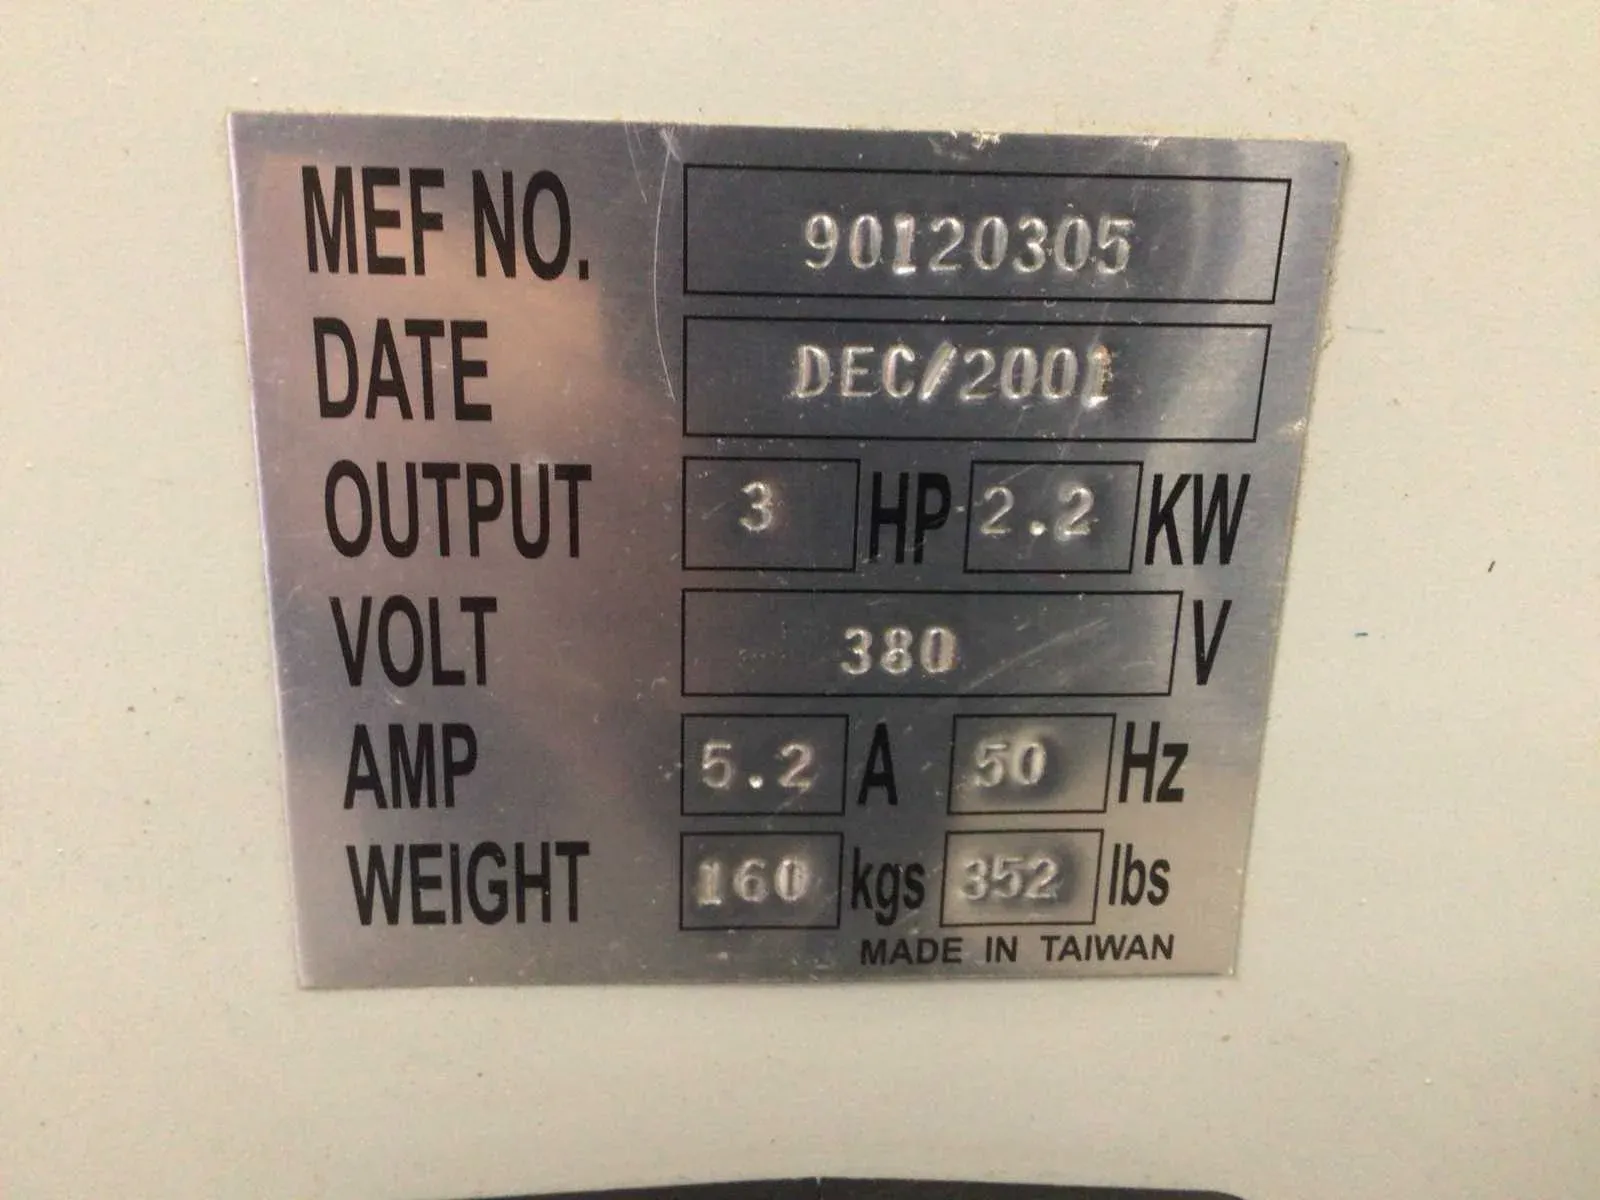 MEF NO. 90120305
DATE DEC/2001
OUTPUT 3 HP 2.2 KW
VOLT 380 V
AMP 5.2 A 50 Hz
WEIGHT 160 kgs 352 lbs
MADE IN TAIWAN